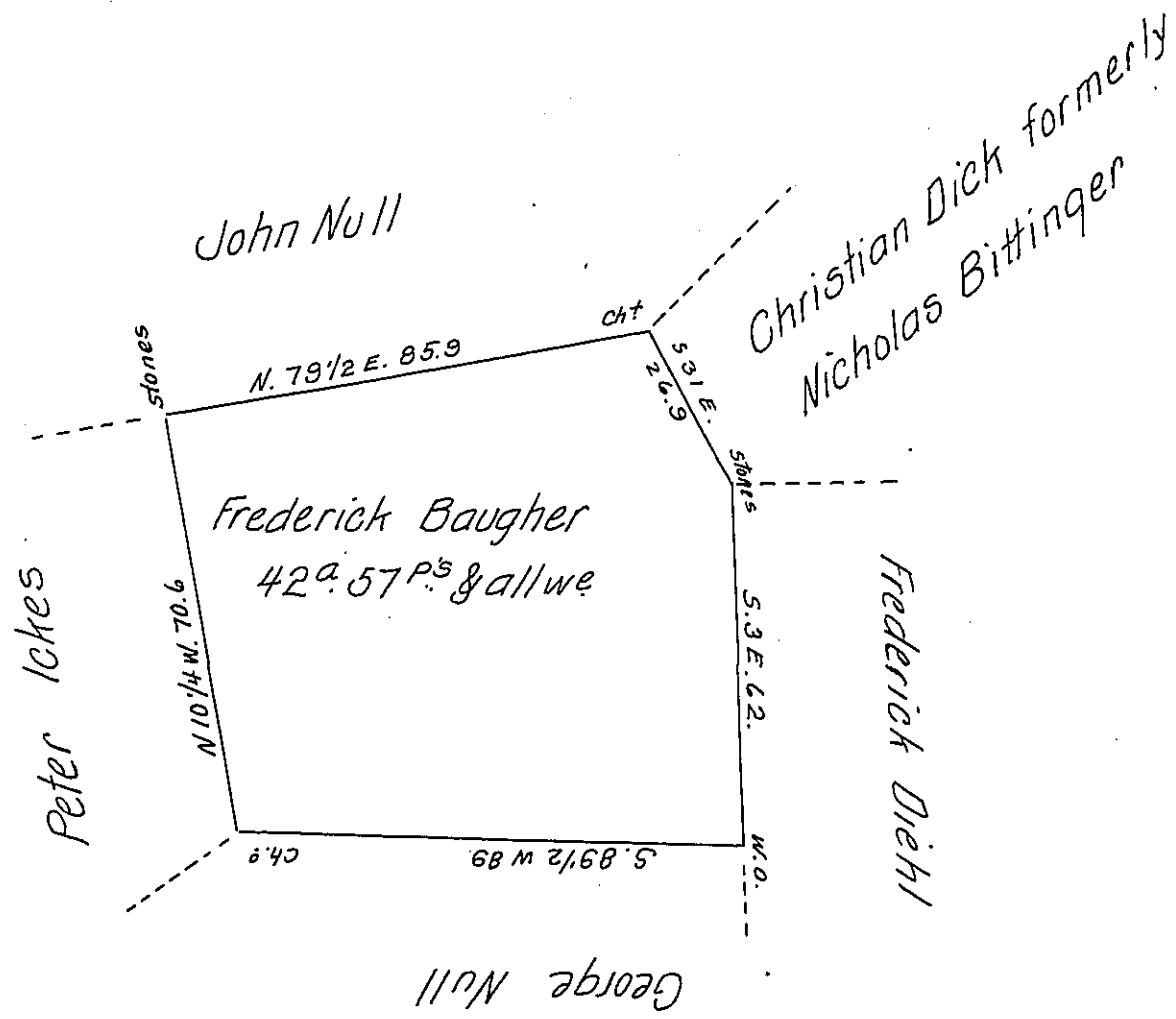 Christian Dick formerly
Nicholas Bittinger
John Null
stones
N. 79 1/2 E. 85.9
Cht
S 31 E.
26.9
stones
Frederick Baugher
42a. 57 Ps & allwe
Peter Ickes
N 10 1/4 W. 70.6
S. 3 E. 62.
Frederick Diehl
Ch.o
S. 89 1/2 W 89.
W.O.
George Null